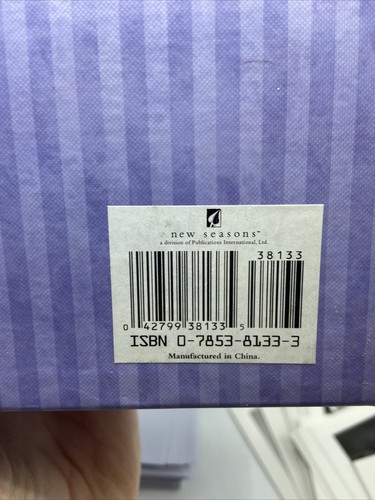 new seasons™
a division of Publications International, Ltd.
38133
0 42799 38133 5
ISBN 0-7853-8133-3
Manufactured in China.